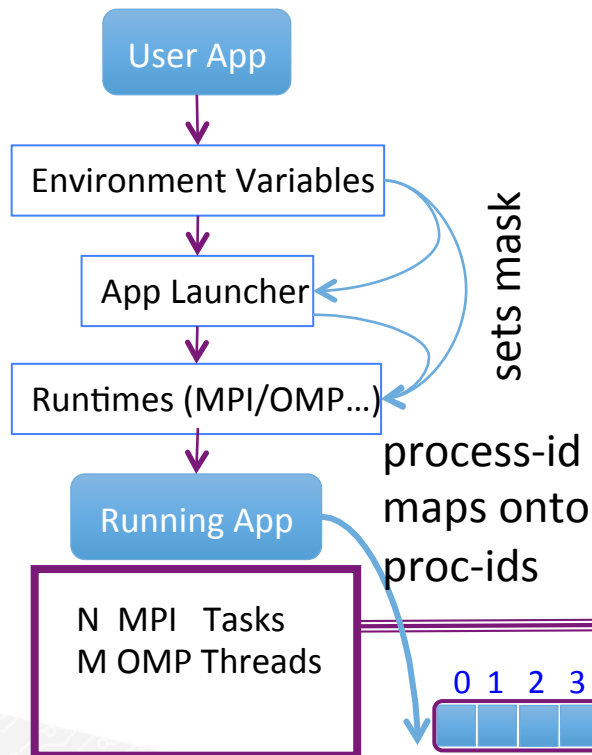 User App
Environment Variables
App Launcher
Runtimes (MPI/OMP…)
sets mask
Running App
process-id
maps onto
proc-ids
N MPI Tasks
M OMP Threads
0 1 2 3